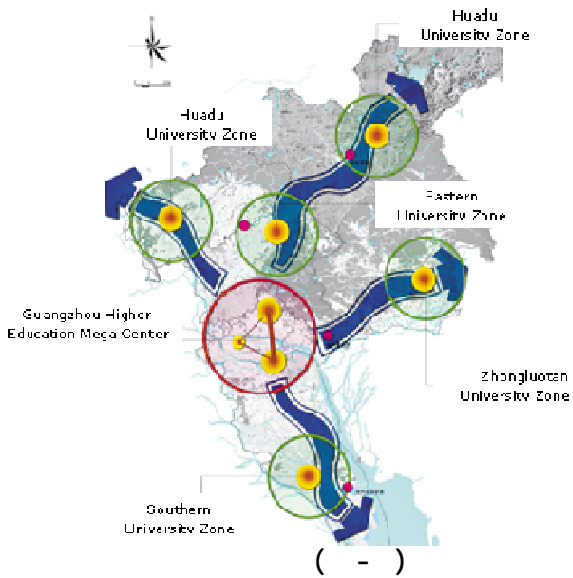 Huadu
University Zone
Huadu
University Zone
Eastern
University Zone
Guangzhou Higher
Education Mega Center
Zhongluotan
University Zone
Southern
University Zone
( - )